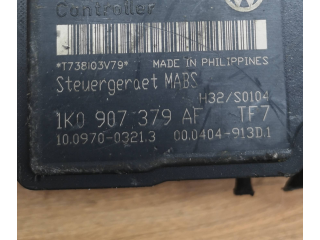 Controller
*T738I03V79* MADE IN PHILIPPINES
Steuergeraet MABS
H32/S0104
1K0 907 379 AF TF7
10.0970-0321.3 00.0404-913D.1